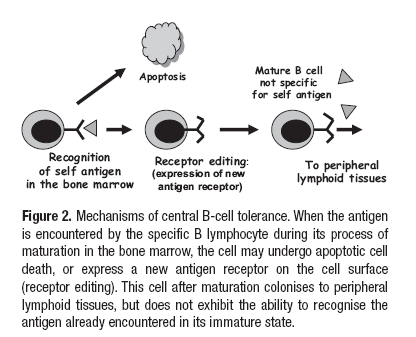 Apoptosis
Mature B cell
not specific
for self antigen
Recognition
of self antigen
in the bone marrow
Receptor editing:
(expression of new
antigen receptor)
To peripheral
lymphoid tissues
Figure 2. Mechanisms of central B-cell tolerance. When the antigen
is encountered by the specific B lymphocyte during its process of
maturation in the bone marrow, the cell may undergo apoptotic cell
death, or express a new antigen receptor on the cell surface
(receptor editing). This cell after maturation colonises to peripheral
lymphoid tissues, but does not exhibit the ability to recognise the
antigen already encountered in its immature state.